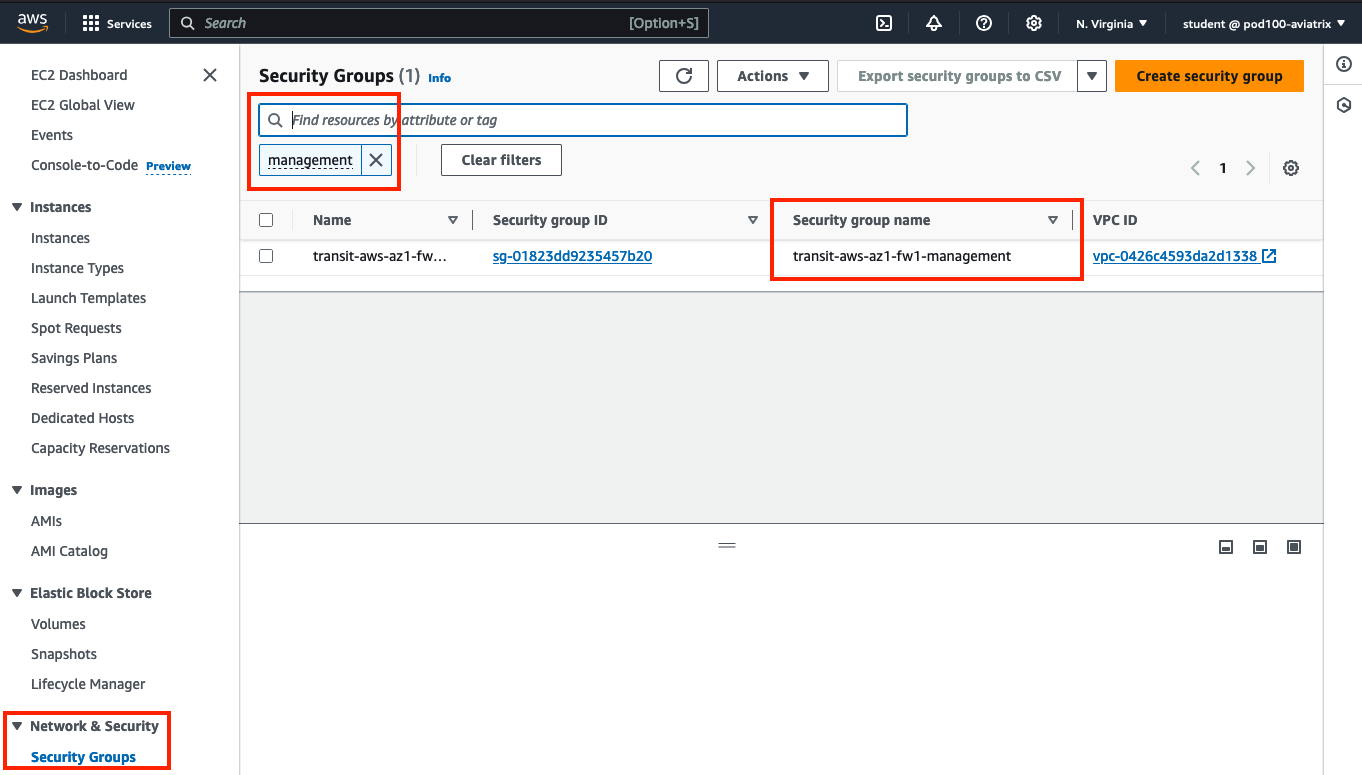 aws Services Search [Option+S] N. Virginia student @ pod100-aviatrix
EC2 Dashboard
EC2 Global View
Events
Console-to-Code Preview
Instances
Instances
Instance Types
Launch Templates
Spot Requests
Savings Plans
Reserved Instances
Dedicated Hosts
Capacity Reservations
Images
AMIs
AMI Catalog
Elastic Block Store
Volumes
Snapshots
Lifecycle Manager
Network & Security
Security Groups
Security Groups (1) Info Actions Export security groups to CSV Create security group
Find resources by attribute or tag
management Clear filters 1
Name Security group ID Security group name VPC ID
transit-aws-az1-fw... sg-01823dd9235457b20 transit-aws-az1-fw1-management vpc-0426c4593da2d1338